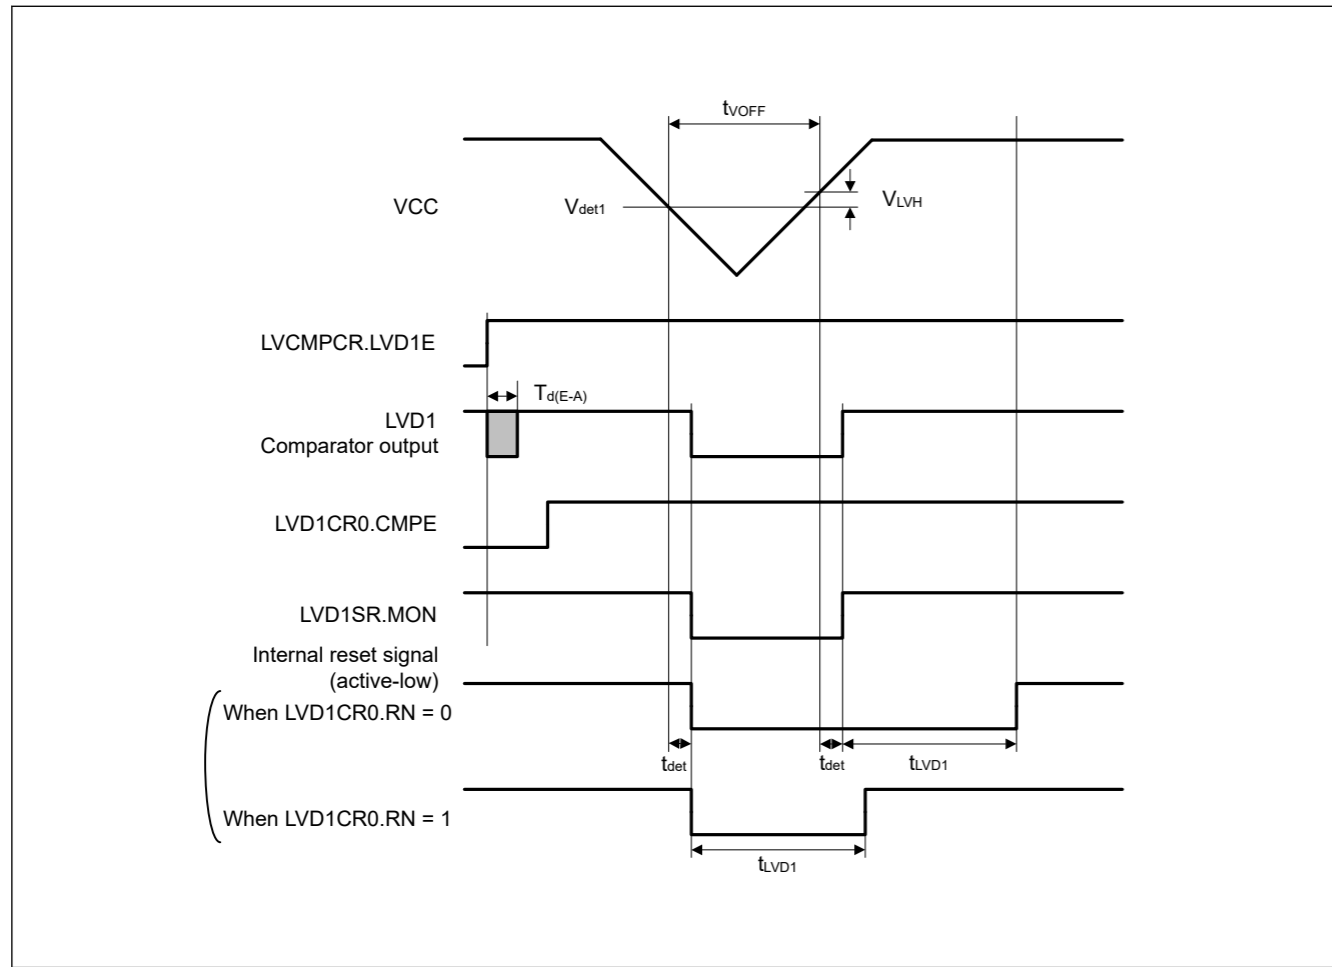 tVOFF
VCC
Vdet1
VLVH
LVCMPCR.LVD1E
Td(E-A)
LVD1
Comparator output
LVD1CR0.CMPE
LVD1SR.MON
Internal reset signal
(active-low)
When LVD1CR0.RN = 0
tdet
tdet
tLVD1
When LVD1CR0.RN = 1
tLVD1